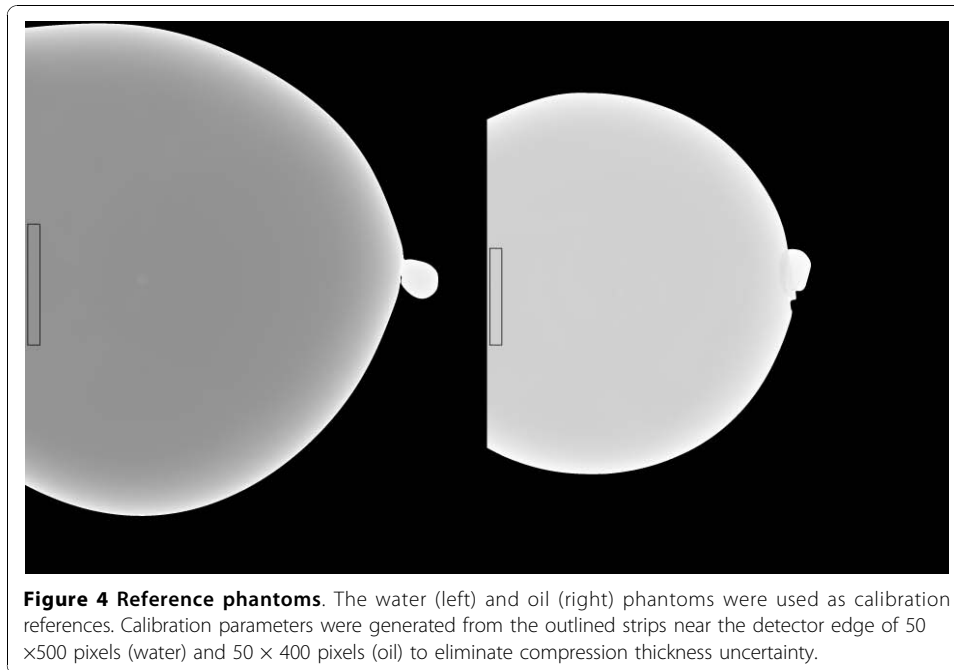 Figure 4 Reference phantoms. The water (left) and oil (right) phantoms were used as calibration
references. Calibration parameters were generated from the outlined strips near the detector edge of 50
×500 pixels (water) and 50 × 400 pixels (oil) to eliminate compression thickness uncertainty.